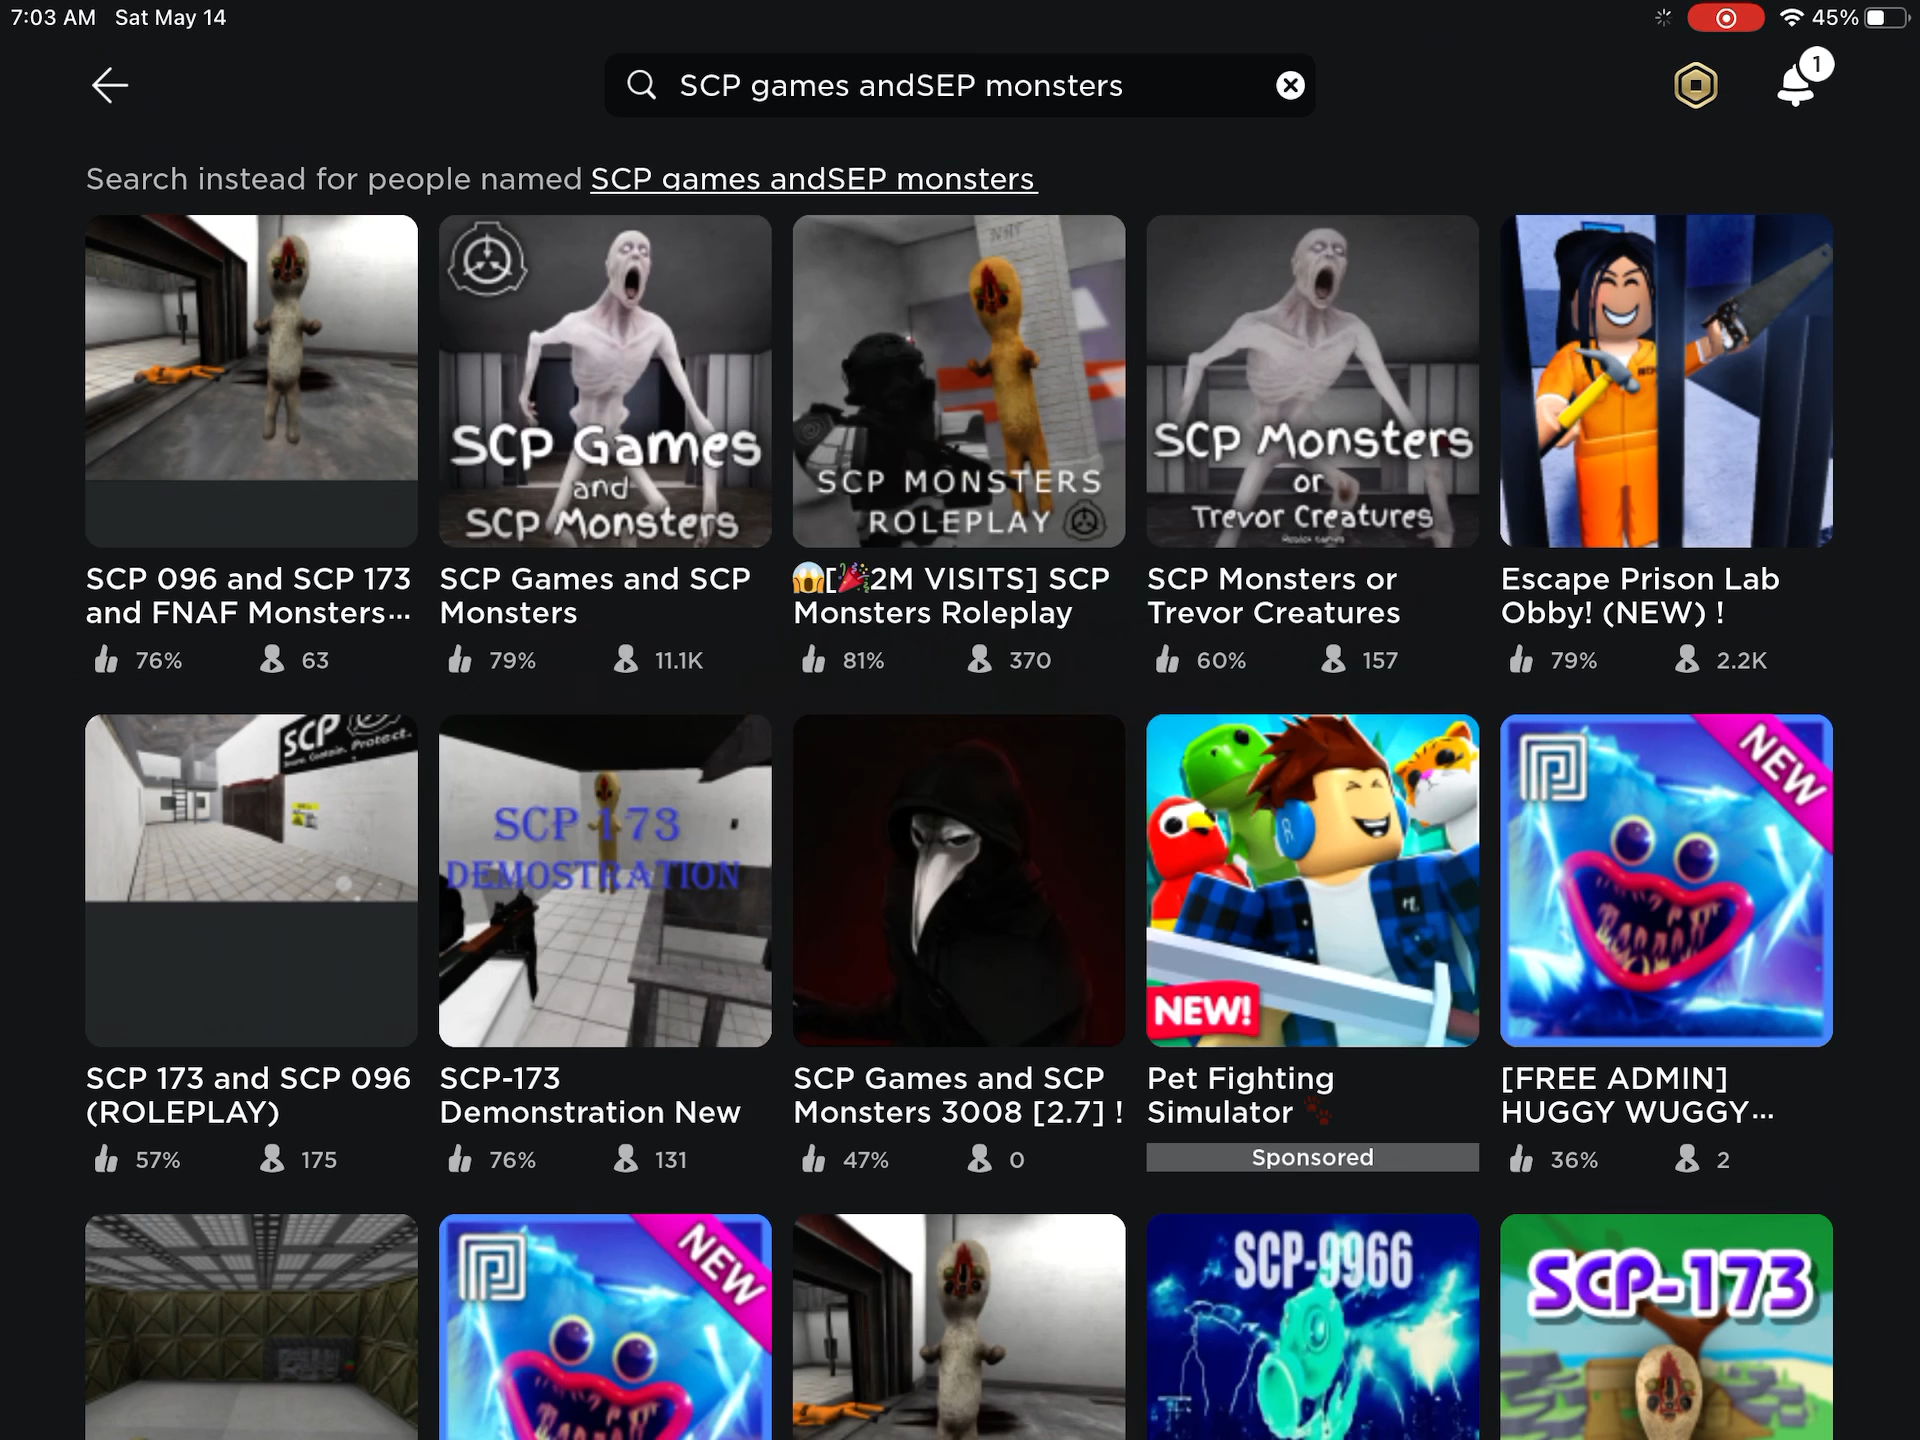 7:03 AM Sat May 14
45%
SCP games andSEP monsters
1
Search instead for people named SCP games andSEP monsters
SCP Games
and
SCP Monsters
SCP MONSTERS
ROLEPLAY
SCP Monsters
or
Trevor Creatures
Roblox Games
SCP 096 and SCP 173
and FNAF Monsters...
76% 63
SCP Games and SCP
Monsters
79% 11.1K
😱[🎉2M VISITS] SCP
Monsters Roleplay
81% 370
SCP Monsters or
Trevor Creatures
60% 157
Escape Prison Lab
Obby! (NEW) !
79% 2.2K
SCP
Secure. Contain. Protect.
SCP 173
DEMOSTRATION
NEW!
NEW
SCP 173 and SCP 096
(ROLEPLAY)
57% 175
SCP-173
Demonstration New
76% 131
SCP Games and SCP
Monsters 3008 [2.7] !
47% 0
Pet Fighting
Simulator 🐾
Sponsored
[FREE ADMIN]
HUGGY WUGGY...
36% 2
NEW
SCP-9966
SCP-173